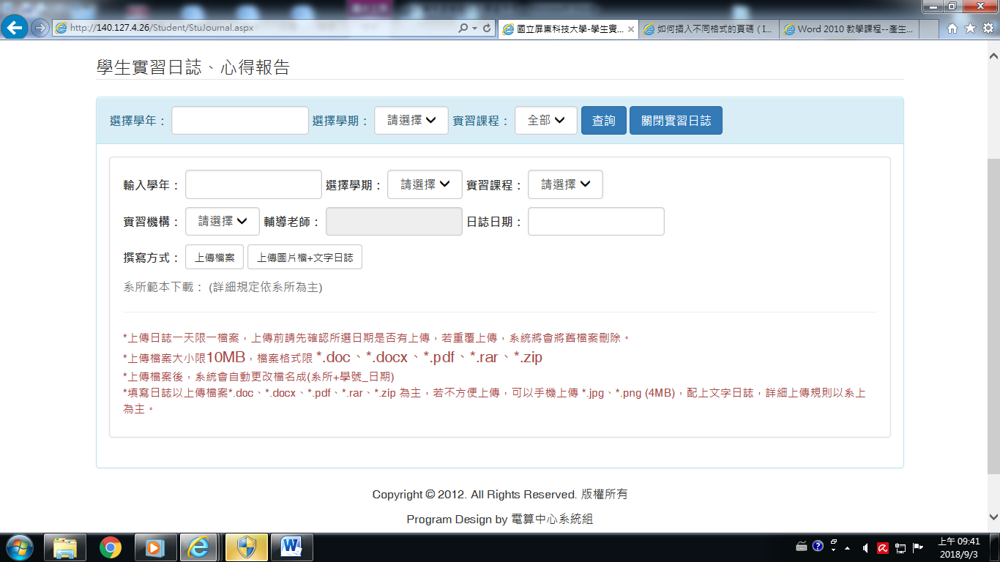 http://140.127.4.26/Student/StuJournal.aspx
國立屏東科技大學-學生實...
如何插入不同格式的頁碼 ( I...
Word 2010 教學課程--產生...
學生實習日誌、心得報告
選擇學年： 選擇學期： 請選擇 實習課程： 全部 查詢 關閉實習日誌
輸入學年： 選擇學期： 請選擇 實習課程： 請選擇
實習機構： 請選擇 輔導老師： 日誌日期：
撰寫方式： 上傳檔案 上傳圖片檔+文字日誌
系所範本下載： (詳細規定依系所為主)
*上傳日誌一天限一檔案，上傳前請先確認所選日期是否有上傳，若重覆上傳，系統將會將舊檔案刪除。
*上傳檔案大小限10MB，檔案格式限 *.doc、*.docx、*.pdf、*.rar、*.zip
*上傳檔案後，系統會自動更改檔名成(系所+學號_日期)
*填寫日誌以上傳檔案*.doc、*.docx、*.pdf、*.rar、*.zip 為主，若不方便上傳，可以手機上傳 *.jpg、*.png (4MB)，配上文字日誌，詳細上傳規則以系上
為主。
Copyright © 2012. All Rights Reserved. 版權所有
Program Design by 電算中心系統組
上午 09:41
2018/9/3